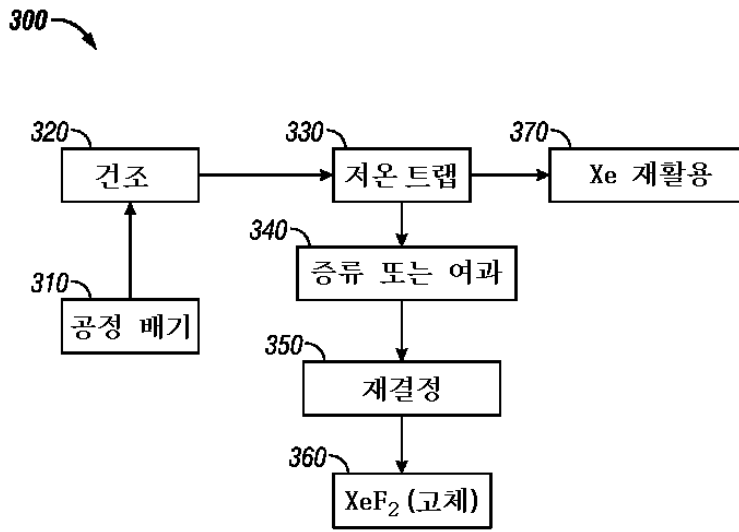 300
320
건조
330
저온 트랩
370
Xe 재활용
340
증류 또는 여과
310
공정 배기
350
재결정
360
XeF₂ (고체)